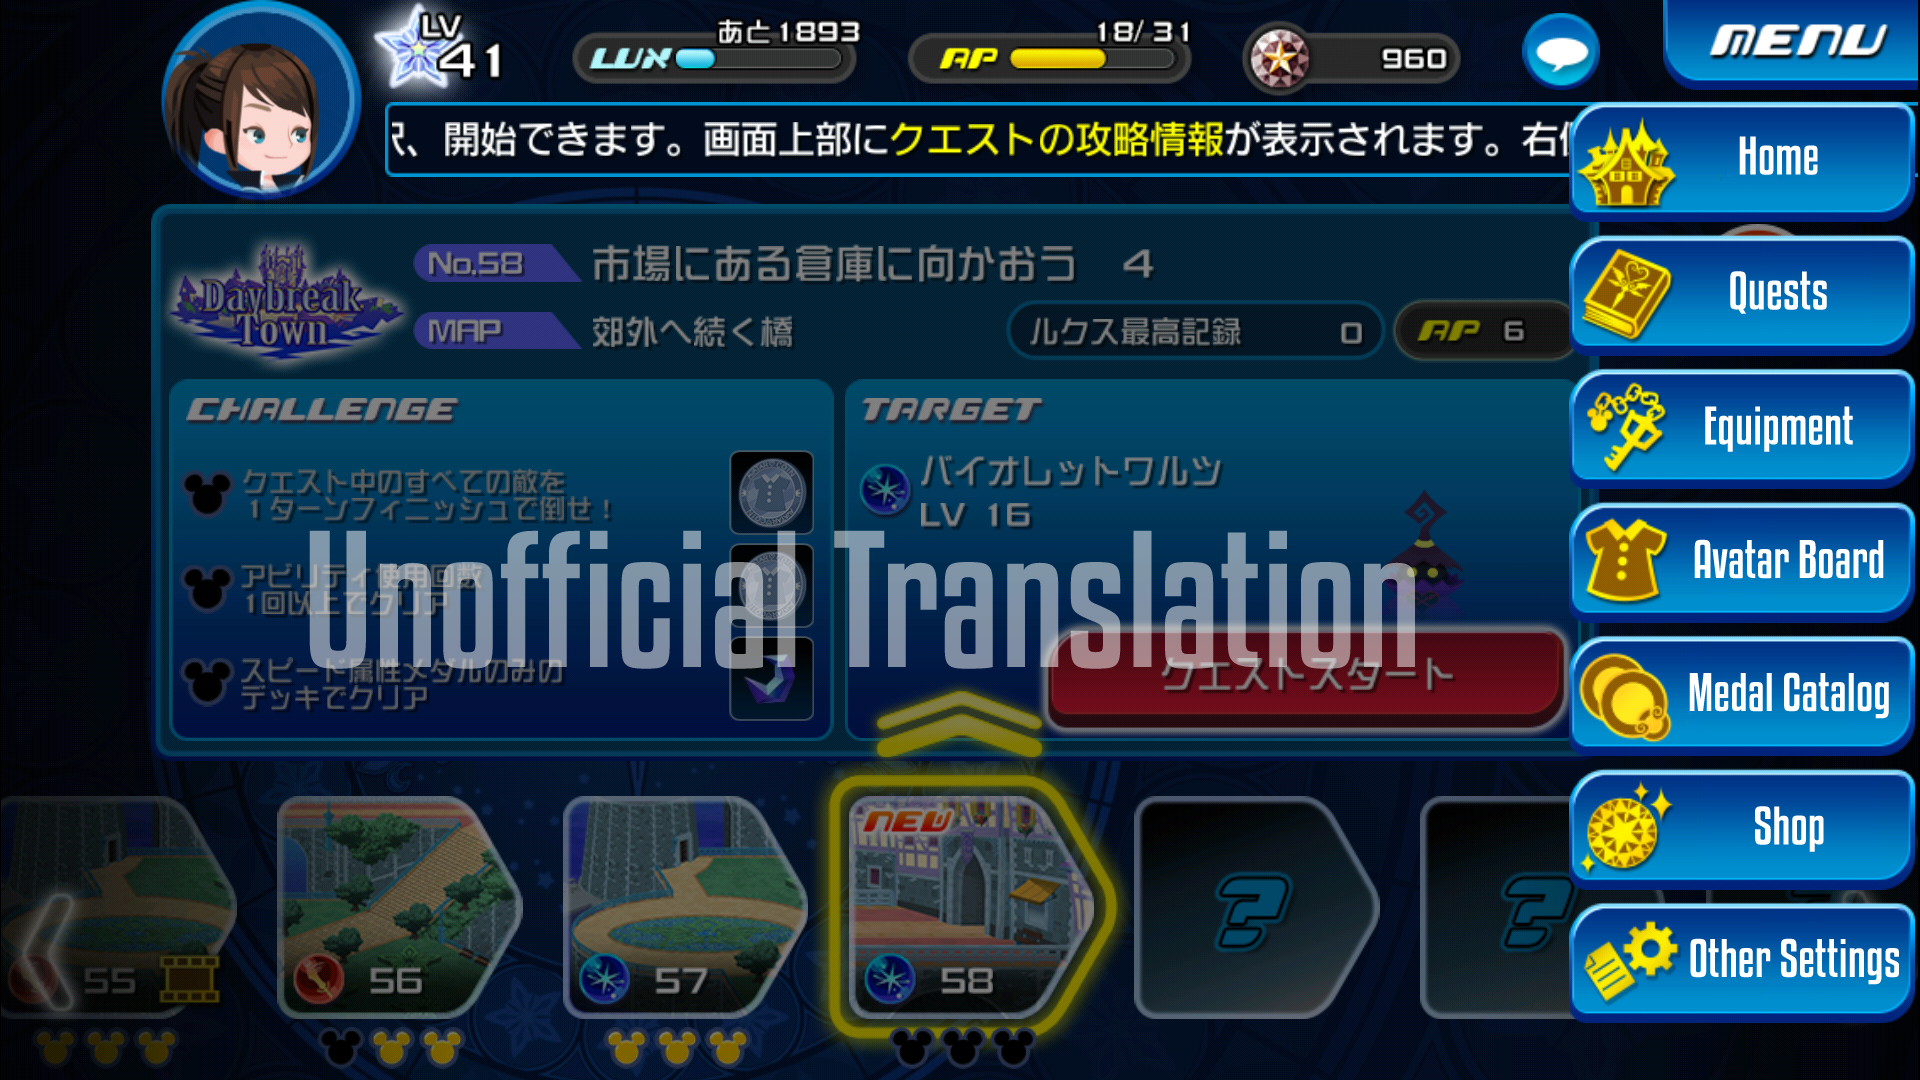 LV 41
LUX あと1893
AP 18/31
960
MENU
、開始できます。画面上部にクエストの攻略情報が表示されます。右
Home
Daybreak Town
No.58 市場にある倉庫に向かおう 4
MAP 郊外へ続く橋
ルクス最高記録 0
AP 6
Quests
CHALLENGE
クエスト中のすべての敵を
1ターンフィニッシュで倒せ!
アビリティ使用回数
1回以上でクリア
スピード属性メダルのみの
デッキでクリア
TARGET
バイオレットワルツ
LV 16
クエストスタート
Unofficial Translation
Equipment
Avatar Board
Medal Catalog
Shop
Other Settings
55
56
57
NEW
58
?
?